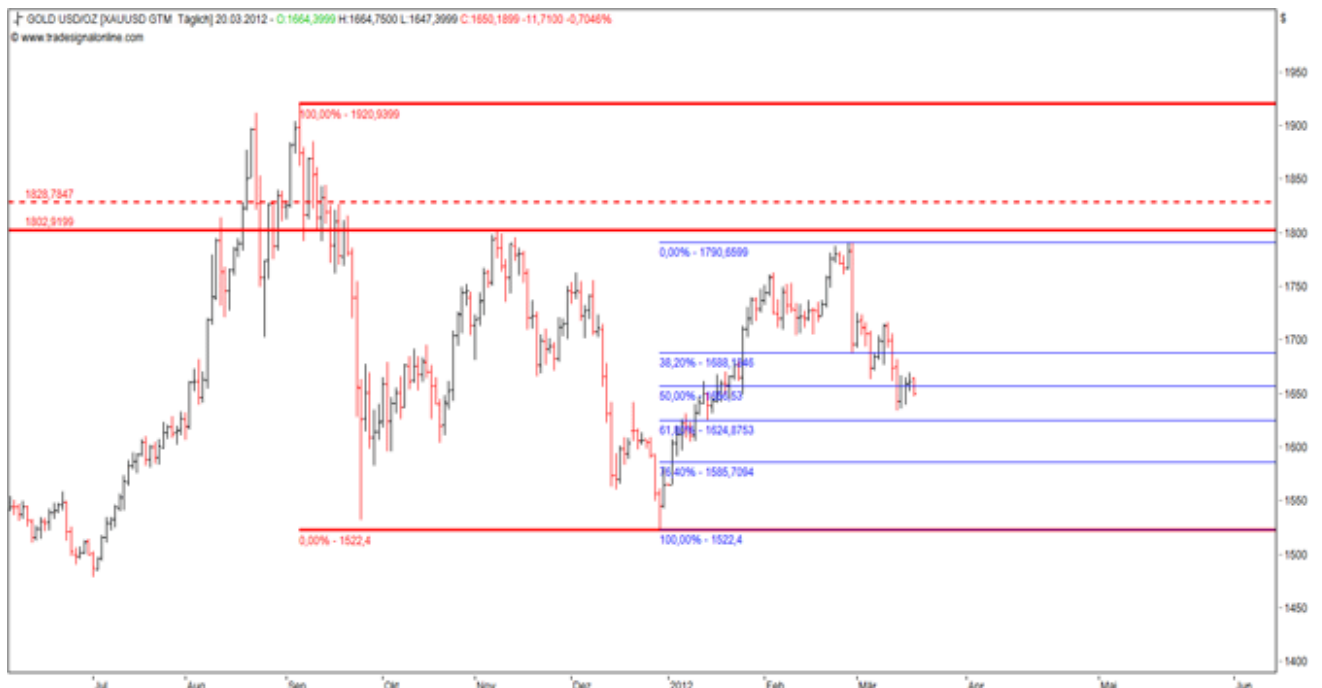 GOLD USD/OZ [XAUUSD GTM Täglich] 20.03.2012 - O:1664,3999 H:1664,7500 L:1647,3999 C:1650,1899 -11,7100 -0,7046%
$
© www.tradesignalonline.com
1950
100,00% - 1920,9399
1900
1850
1828,7847
1802,9199
1800
0,00% - 1790,6599
1750
1700
38,20% - 1688,1846
50,00% - 1656,53
1650
61,80% - 1624,8753
1600
76,40% - 1585,7094
1550
0,00% - 1522,4
100,00% - 1522,4
1500
1450
1400
Jul Aug Sep Okt Nov Dez 2012 Feb Mär Apr Mai Jun